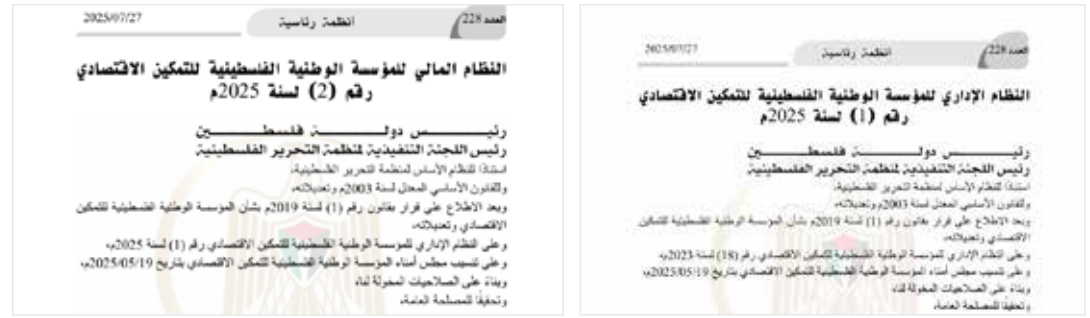 العدد 228
أنظمة رئاسية
2025/07/27
النظام المالي للمؤسسة الوطنية الفلسطينية للتمكين الاقتصادي
رقم (2) لسنة 2025م
رئيس دولة فلسطين
رئيس اللجنة التنفيذية لمنظمة التحرير الفلسطينية
استنادًا للنظام الأساس لمنظمة التحرير الفلسطينية،
وللقانون الأساسي المعدل لسنة 2003م وتعديلاته،
وبعد الاطلاع على قرار بقانون رقم (1) لسنة 2019م بشأن المؤسسة الوطنية الفلسطينية للتمكين
الاقتصادي وتعديلاته،
وعلى النظام الإداري للمؤسسة الوطنية الفلسطينية للتمكين الاقتصادي رقم (1) لسنة 2025م،
وعلى تنسيب مجلس أمناء المؤسسة الوطنية الفلسطينية للتمكين الاقتصادي بتاريخ 2025/05/19م،
وبناءً على الصلاحيات المخولة لنا،
وتحقيقًا للمصلحة العامة،
العدد 228
أنظمة رئاسية
2025/07/27
النظام الإداري للمؤسسة الوطنية الفلسطينية للتمكين الاقتصادي
رقم (1) لسنة 2025م
رئيس دولة فلسطين
رئيس اللجنة التنفيذية لمنظمة التحرير الفلسطينية
استنادًا للنظام الأساس لمنظمة التحرير الفلسطينية،
وللقانون الأساسي المعدل لسنة 2003م وتعديلاته،
وبعد الاطلاع على قرار بقانون رقم (1) لسنة 2019م بشأن المؤسسة الوطنية الفلسطينية للتمكين
الاقتصادي وتعديلاته،
وعلى النظام الإداري للمؤسسة الوطنية الفلسطينية للتمكين الاقتصادي رقم (18) لسنة 2023م،
وعلى تنسيب مجلس أمناء المؤسسة الوطنية الفلسطينية للتمكين الاقتصادي بتاريخ 2025/05/19م،
وبناءً على الصلاحيات المخولة لنا،
وتحقيقًا للمصلحة العامة،